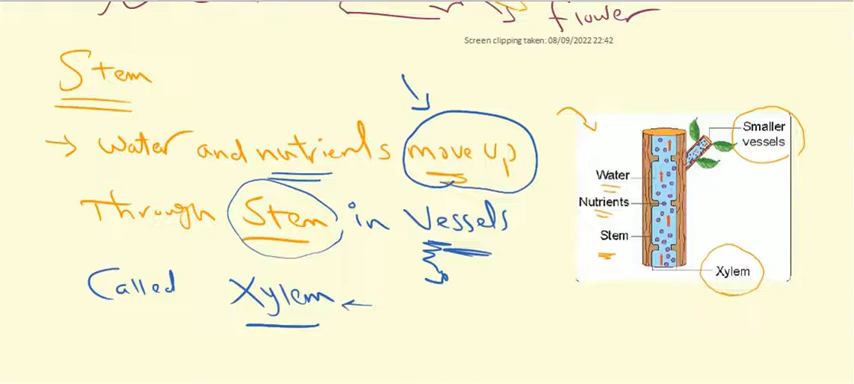 flower
Screen clipping taken: 08/09/2022 22:42
Stem
→ Water and nutrients move up
Through Stem in Vessels
Called Xylem ←
Smaller
vessels
Water
Nutrients
Stem
Xylem